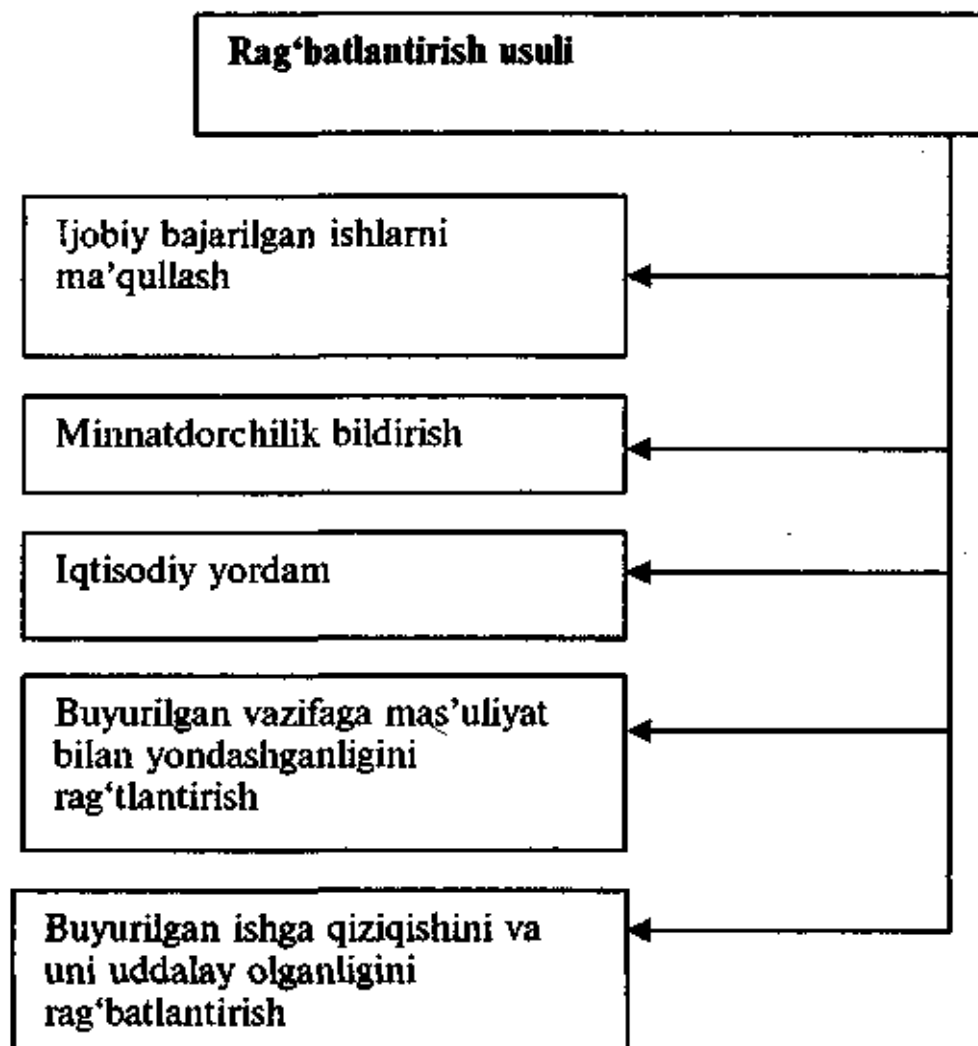 Rag‘batlantirish usuli
Ijobiy bajarilgan ishlarni
ma’qullash
Minnatdorchilik bildirish
Iqtisodiy yordam
Buyurilgan vazifaga mas’uliyat
bilan yondashganligini
rag‘tlantirish
Buyurilgan ishga qiziqishini va
uni uddalay olganligini
rag‘batlantirish